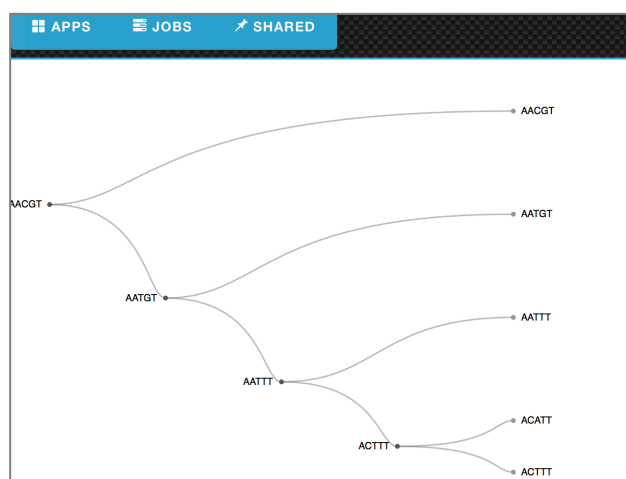 APPS JOBS SHARED
AACGT
AACGT
AATGT
AATGT
AATTT
AATTT
ACATT
ACTTT
ACTTT